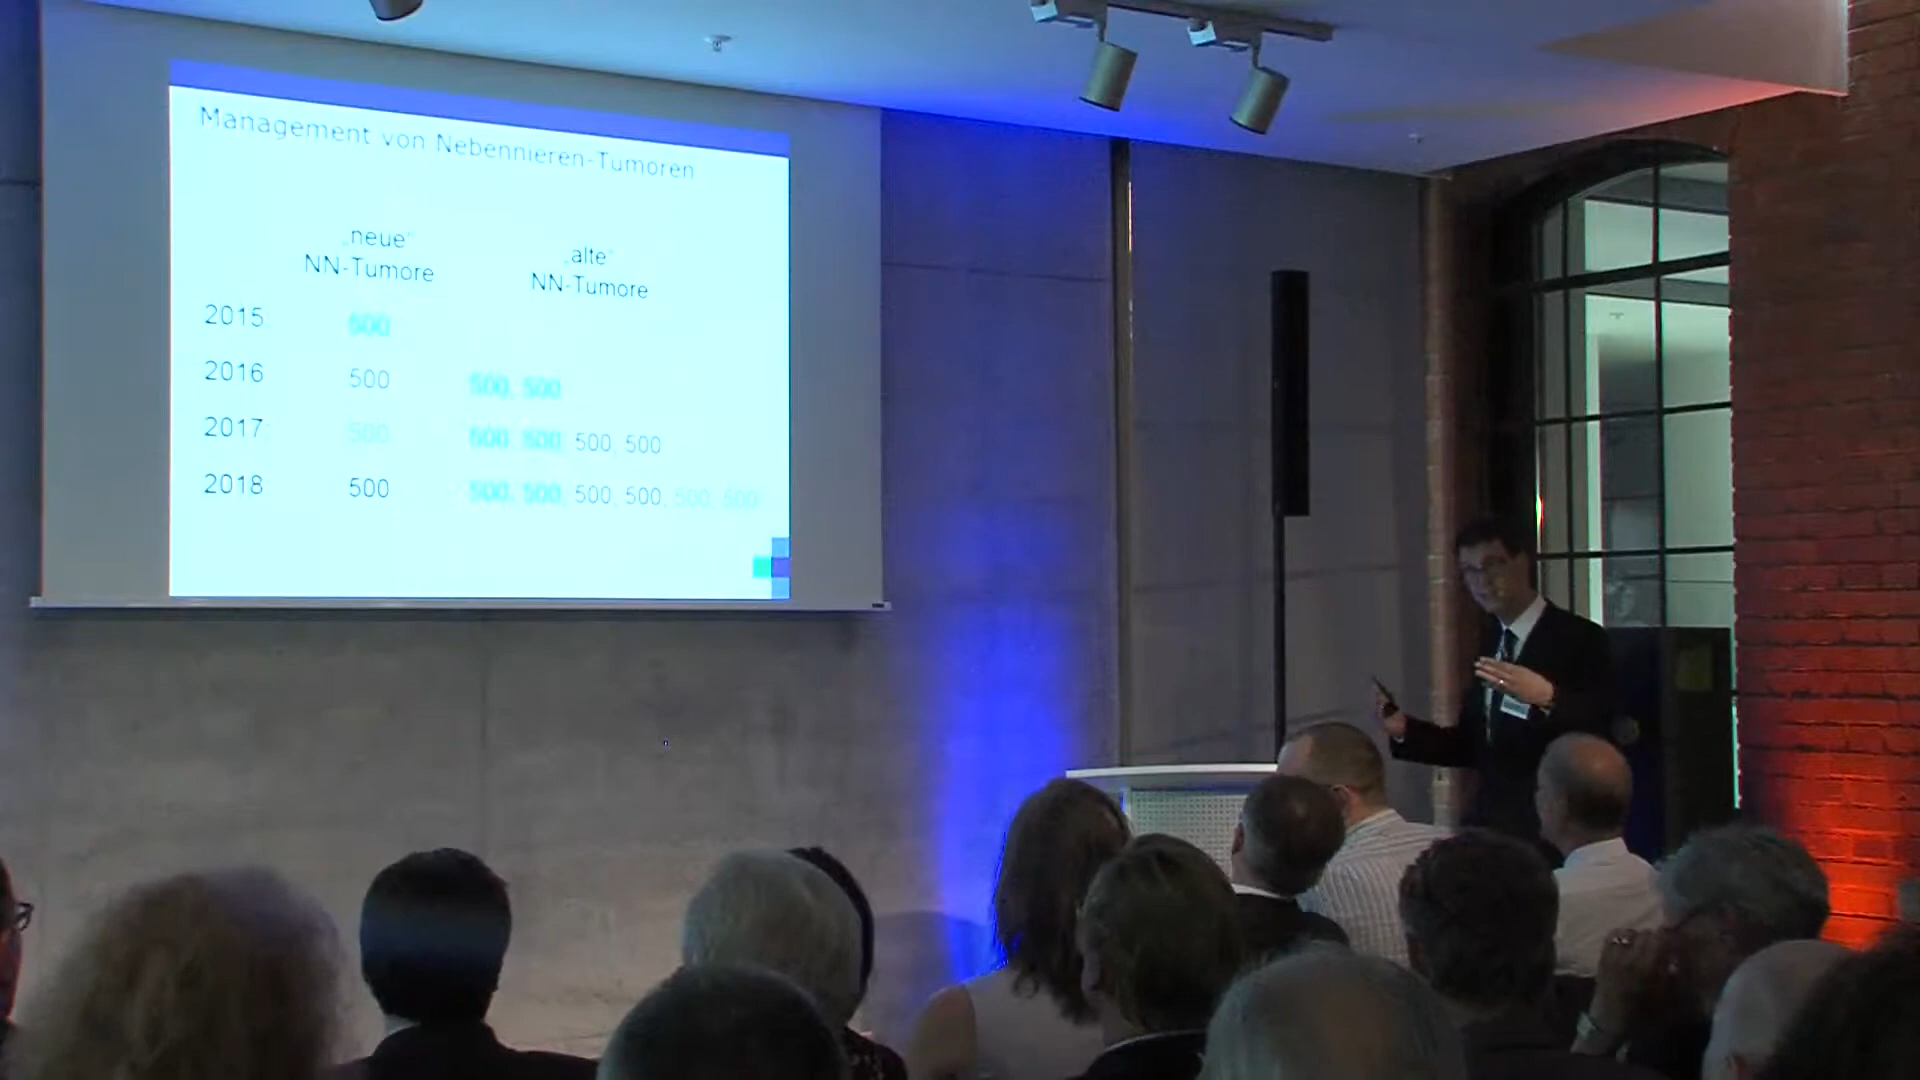 Management von Nebennieren-Tumoren
„neue“ „alte“
NN-Tumore NN-Tumore
2015 500
2016 500 500, 500
2017 500 500, 500, 500, 500
2018 500 500, 500, 500, 500, 500, 500